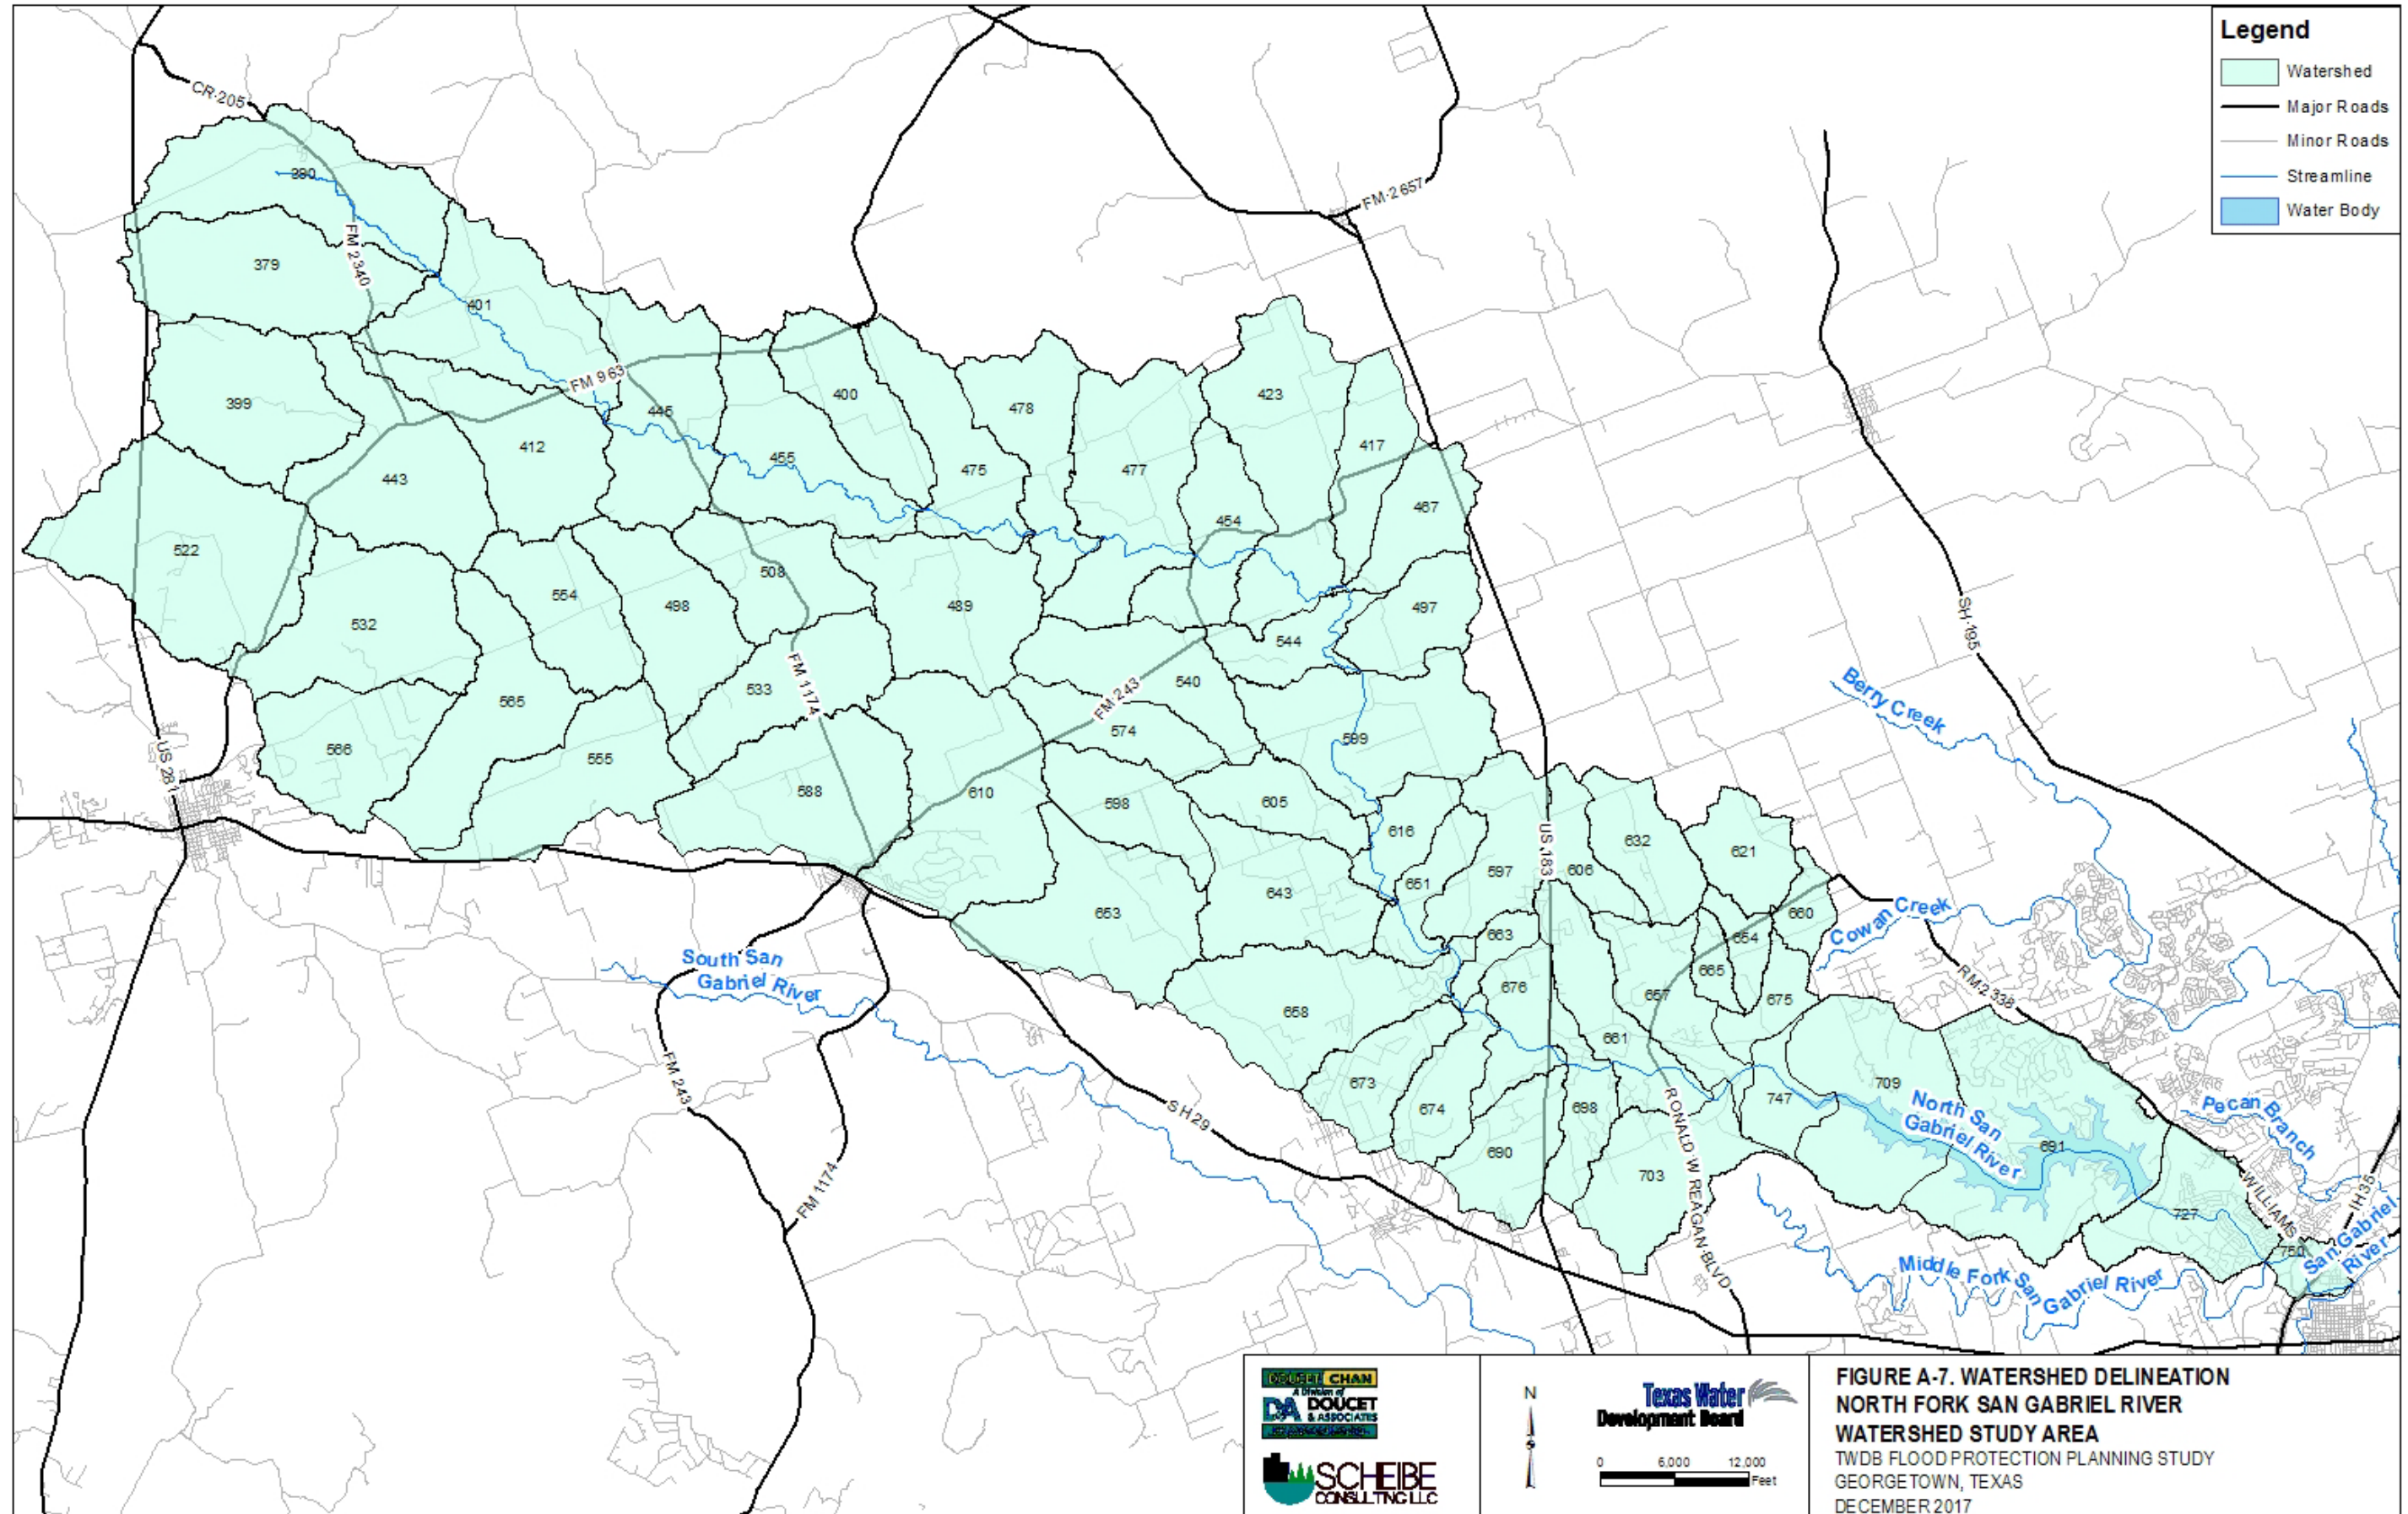 Legend
Watershed
Major Roads
Minor Roads
Streamline
Water Body
CR-205
FM-2657
380
FM 2340
379
401
FM 963
399
446
400
478
423
417
412
455
475
477
443
454
467
522
508
554
498
489
497
532
544
SH-195
FM 1174
533
540
FM-243
565
574
599
Berry Creek
566
555
US 281
588
610
598
605
616
US 183
632
621
597
606
651
643
653
660
Cowan Creek
663
654
665
South San
Gabriel River
RM-2338
676
657
675
658
661
FM 243
673
674
709
698
747
RONALD W REAGAN-BLVD
North San
Gabriel River
Pecan Branch
SH 29
690
703
691
FM 1174
WILLIAMS
IH 35
727
750
San Gabriel
River
Middle Fork San
Gabriel River
CHAN
A Division of
DA DOUCET
& ASSOCIATES
SCHEIBE
CONSULTING LLC
N
Texas Water
Development Board
0 6,000 12,000
Feet
FIGURE A-7. WATERSHED DELINEATION
NORTH FORK SAN GABRIEL RIVER
WATERSHED STUDY AREA
TWDB FLOOD PROTECTION PLANNING STUDY
GEORGETOWN, TEXAS
DECEMBER 2017